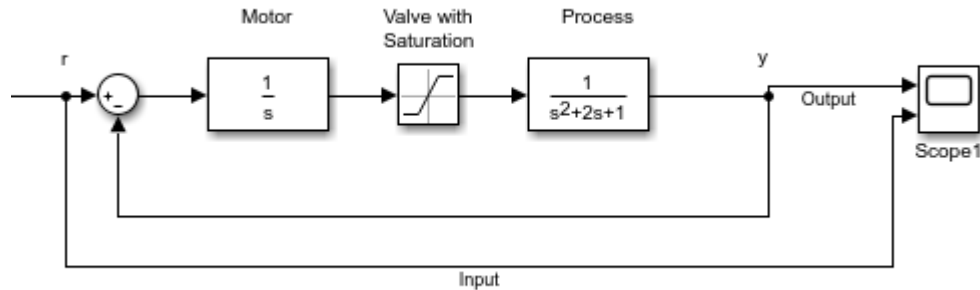 Motor
Valve with
Saturation
Process
r
y
+
−
1
s
1
s2+2s+1
Output
Scope1
Input